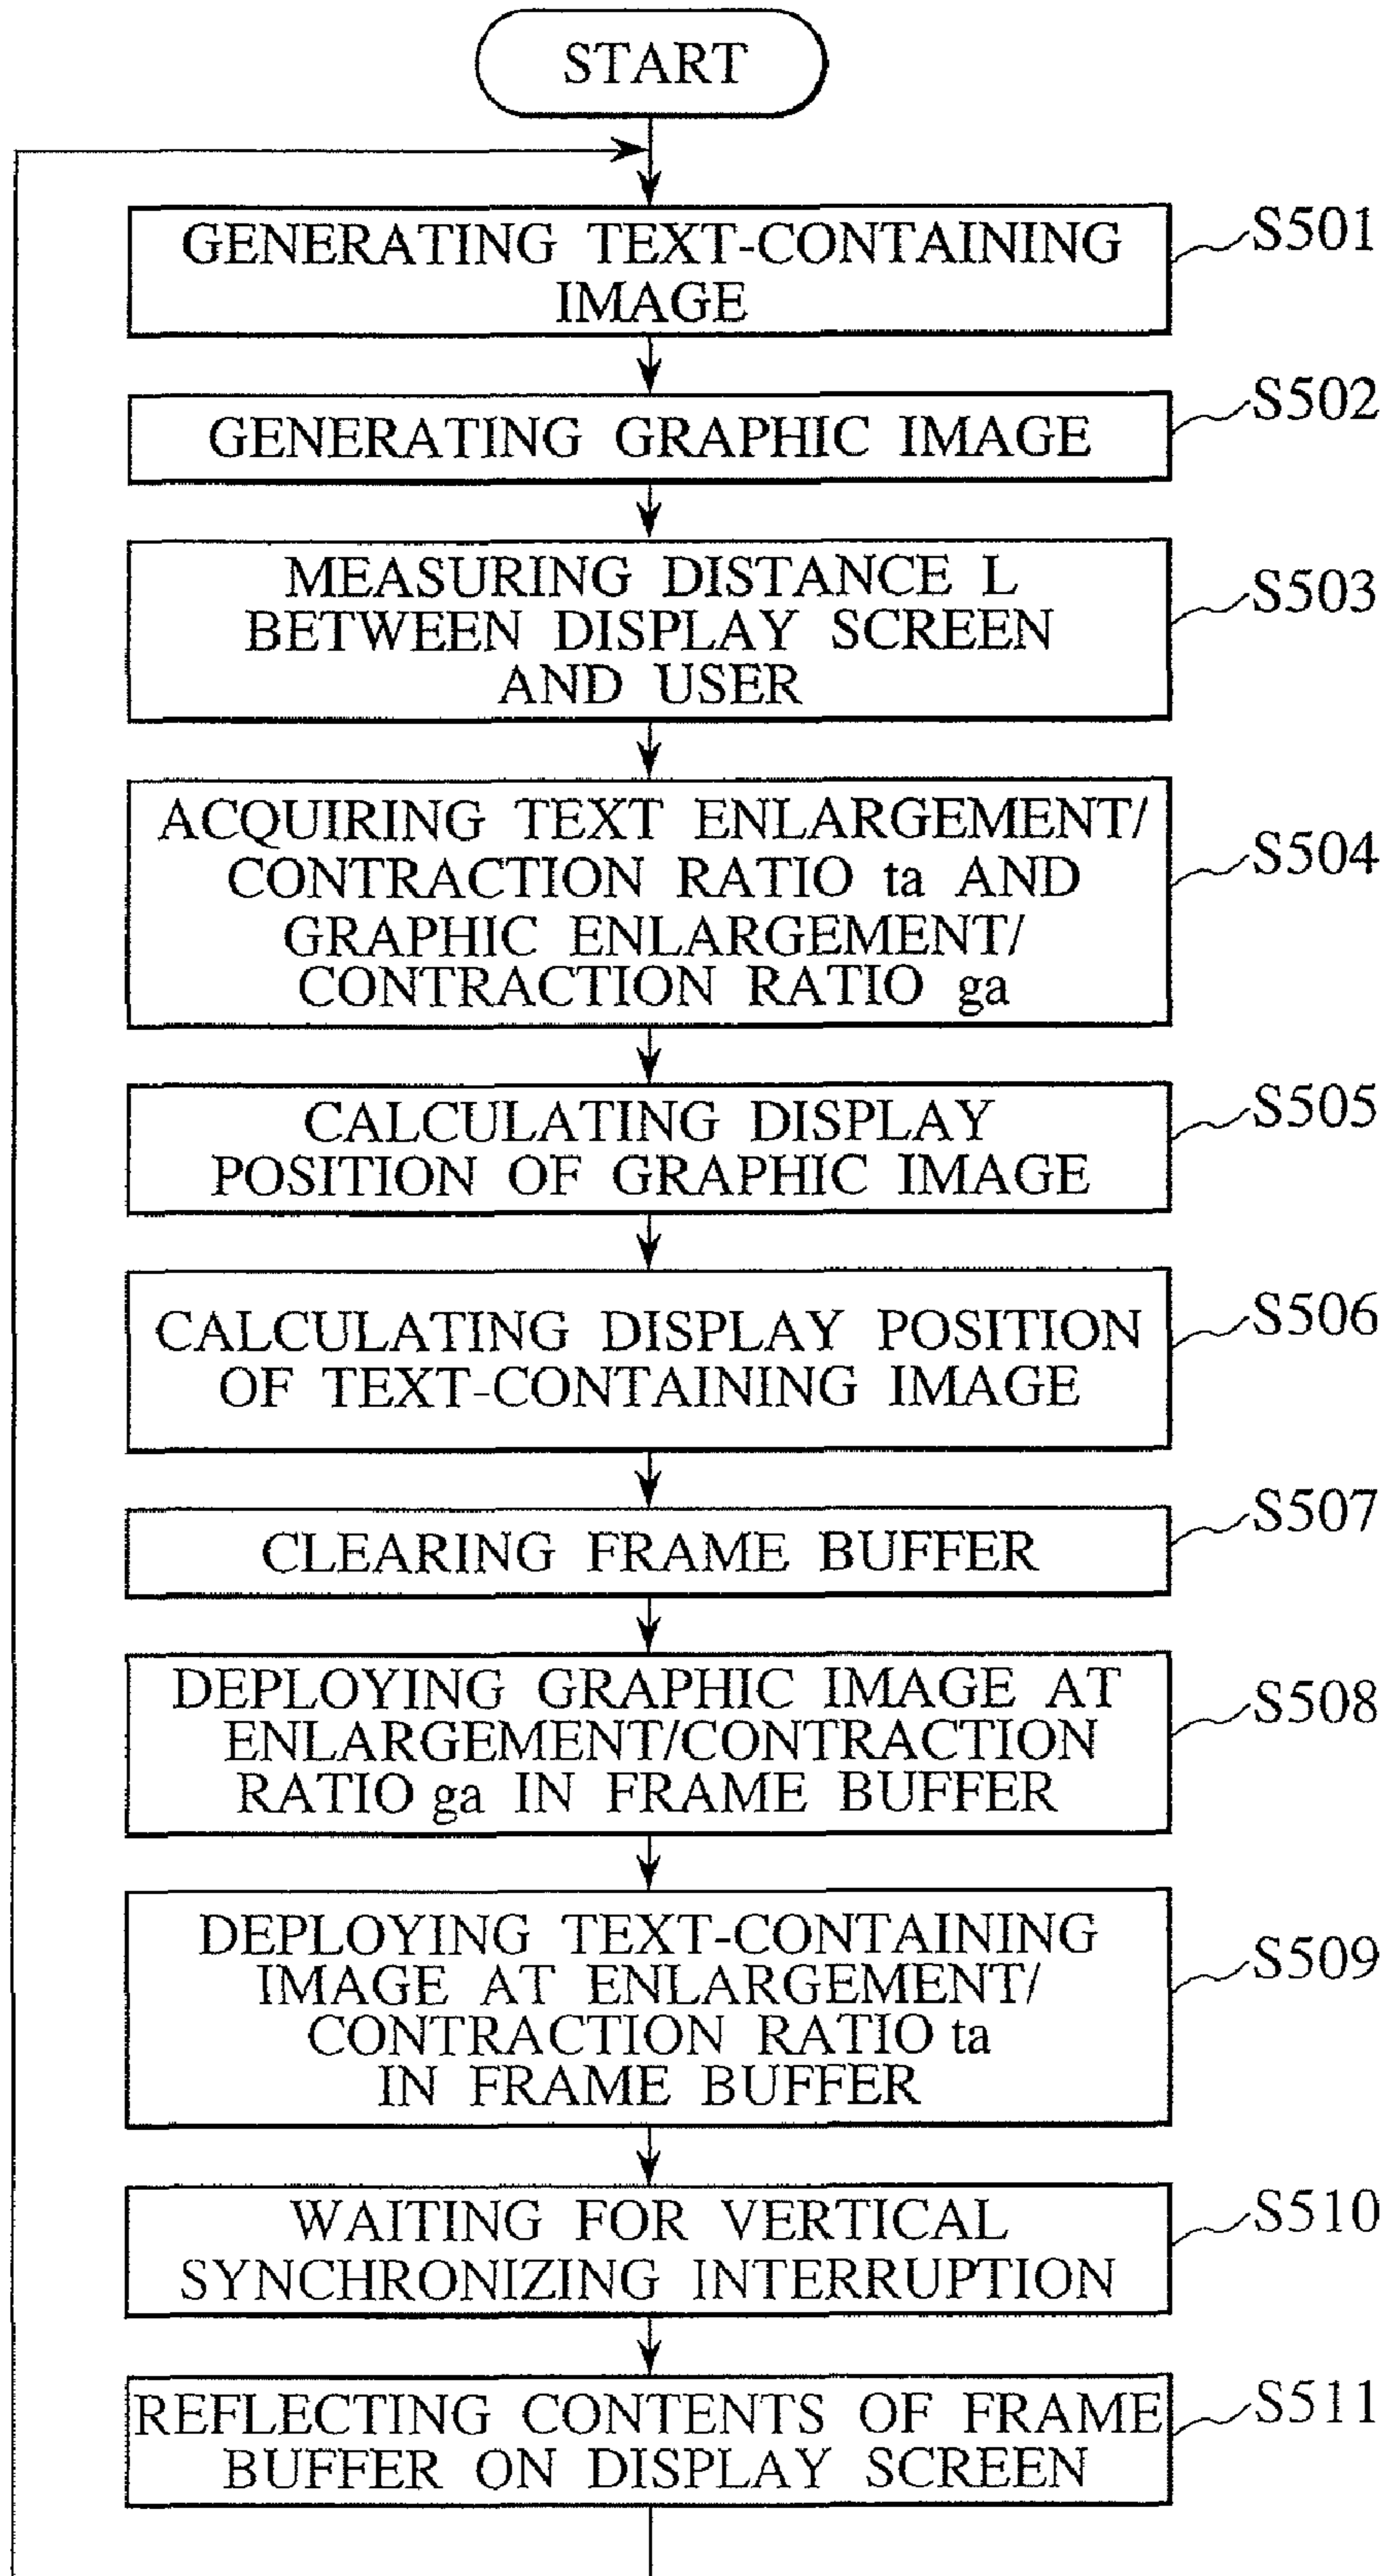 START
GENERATING TEXT-CONTAINING
IMAGE
S501
GENERATING GRAPHIC IMAGE
S502
MEASURING DISTANCE L
BETWEEN DISPLAY SCREEN
AND USER
S503
ACQUIRING TEXT ENLARGEMENT/
CONTRACTION RATIO ta AND
GRAPHIC ENLARGEMENT/
CONTRACTION RATIO ga
S504
CALCULATING DISPLAY
POSITION OF GRAPHIC IMAGE
S505
CALCULATING DISPLAY POSITION
OF TEXT-CONTAINING IMAGE
S506
CLEARING FRAME BUFFER
S507
DEPLOYING GRAPHIC IMAGE AT
ENLARGEMENT/CONTRACTION
RATIO ga IN FRAME BUFFER
S508
DEPLOYING TEXT-CONTAINING
IMAGE AT ENLARGEMENT/
CONTRACTION RATIO ta
IN FRAME BUFFER
S509
WAITING FOR VERTICAL
SYNCHRONIZING INTERRUPTION
S510
REFLECTING CONTENTS OF FRAME
BUFFER ON DISPLAY SCREEN
S511